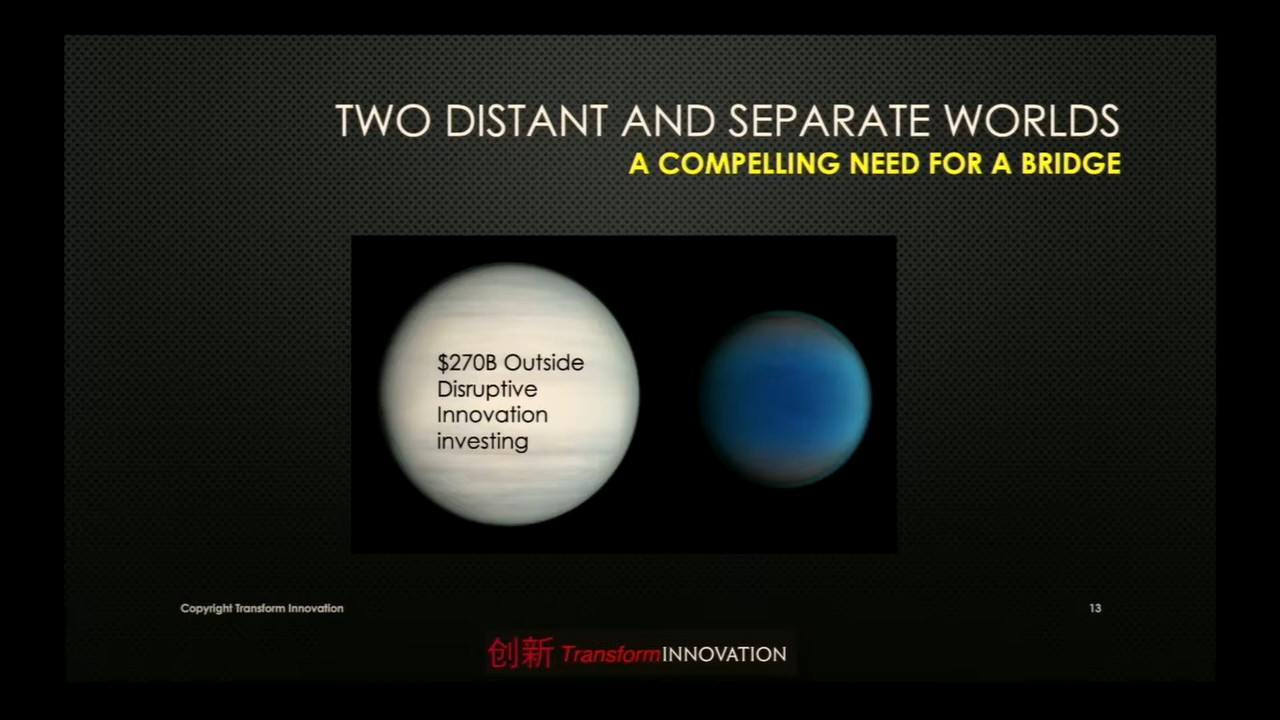 TWO DISTANT AND SEPARATE WORLDS
A COMPELLING NEED FOR A BRIDGE
$270B Outside
Disruptive
Innovation
investing
Copyright Transform Innovation
13
创新 TransformINNOVATION